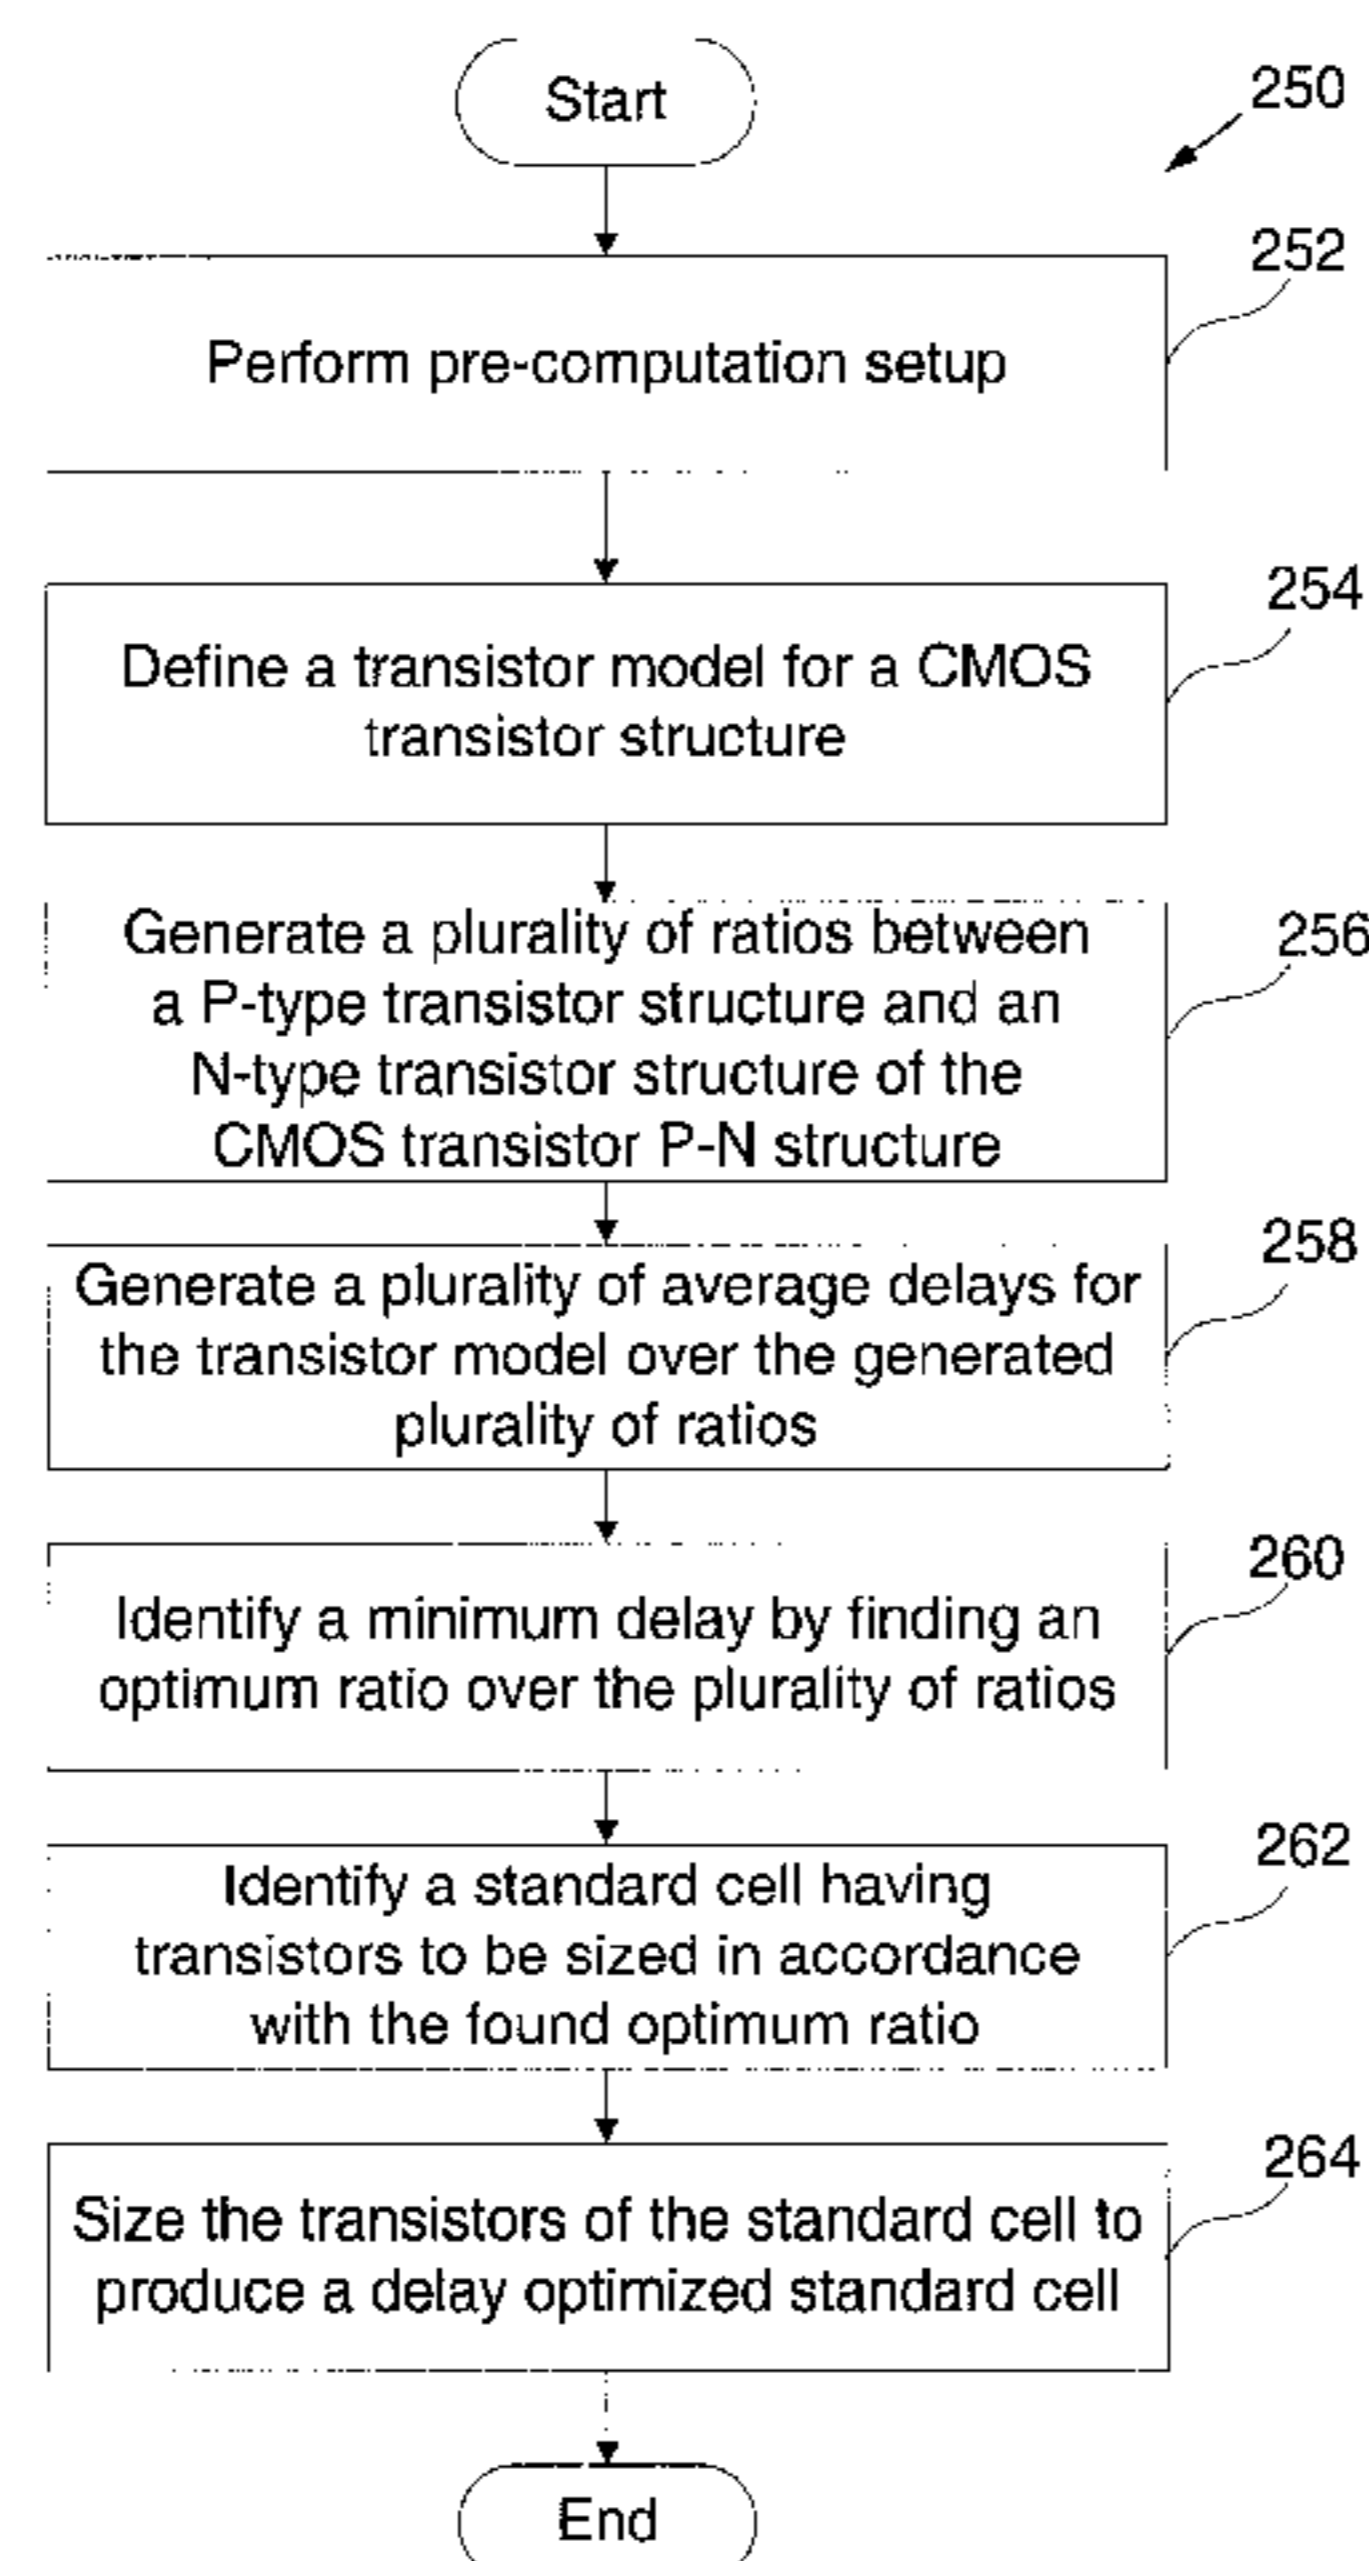 Start
250
252
Perform pre-computation setup
254
Define a transistor model for a CMOS
transistor structure
256
Generate a plurality of ratios between
a P-type transistor structure and an
N-type transistor structure of the
CMOS transistor P-N structure
258
Generate a plurality of average delays for
the transistor model over the generated
plurality of ratios
260
Identify a minimum delay by finding an
optimum ratio over the plurality of ratios
262
Identify a standard cell having
transistors to be sized in accordance
with the found optimum ratio
264
Size the transistors of the standard cell to
produce a delay optimized standard cell
End